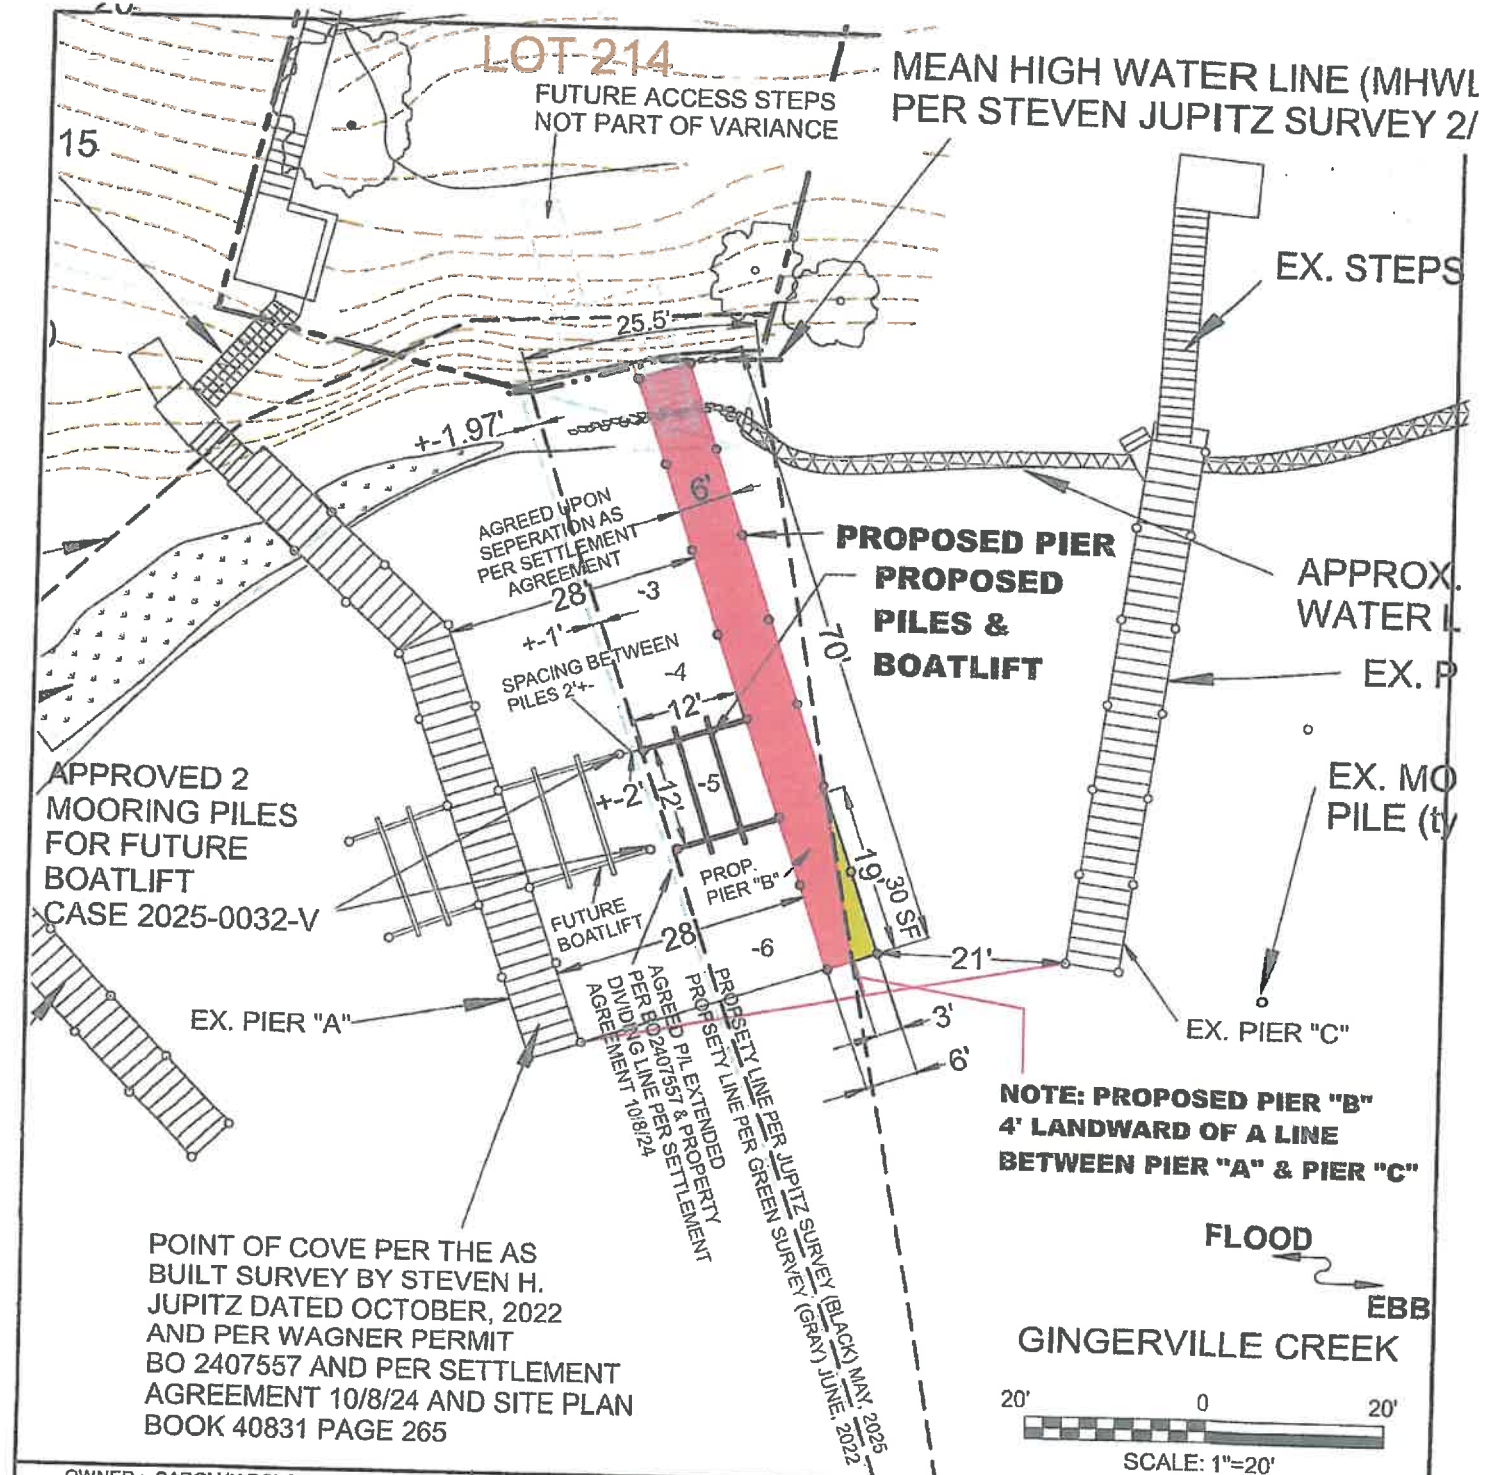 LOT 214
FUTURE ACCESS STEPS
NOT PART OF VARIANCE
MEAN HIGH WATER LINE (MHWL
PER STEVEN JUPITZ SURVEY 2/
15
EX. STEPS
25.5'
+-1.97'
6'
AGREED UPON
SEPERATION AS
PER SETTLEMENT
AGREEMENT
28
-3
+-1'
SPACING BETWEEN
PILES 2'+-
-4
12'
PROPOSED PIER
PROPOSED
PILES &
BOATLIFT
70'
APPROX.
WATER L
EX. P
EX. MO
PILE (ty
APPROVED 2
MOORING PILES
FOR FUTURE
BOATLIFT
CASE 2025-0032-V
+-2'
12'
-5
PROP.
PIER "B"
19'
30 SF
FUTURE
BOATLIFT
28
-6
21'
EX. PIER "A"
EX. PIER "C"
3'
6'
NOTE: PROPOSED PIER "B"
4' LANDWARD OF A LINE
BETWEEN PIER "A" & PIER "C"
PROPSETY LINE PER JUPITZ SURVEY (BLACK) MAY, 2025
PROPSETY LINE PER GREEN SURVEY (GRAY) JUNE, 2022
AGREED P/L EXTENDED
PER BO2407557 & PROPERTY
DIVIDING LINE PER SETTLEMENT
AGREEMENT 10/8/24
POINT OF COVE PER THE AS
BUILT SURVEY BY STEVEN H.
JUPITZ DATED OCTOBER, 2022
AND PER WAGNER PERMIT
BO 2407557 AND PER SETTLEMENT
AGREEMENT 10/8/24 AND SITE PLAN
BOOK 40831 PAGE 265
FLOOD
EBB
GINGERVILLE CREEK
20'
0
20'
SCALE: 1"=20'